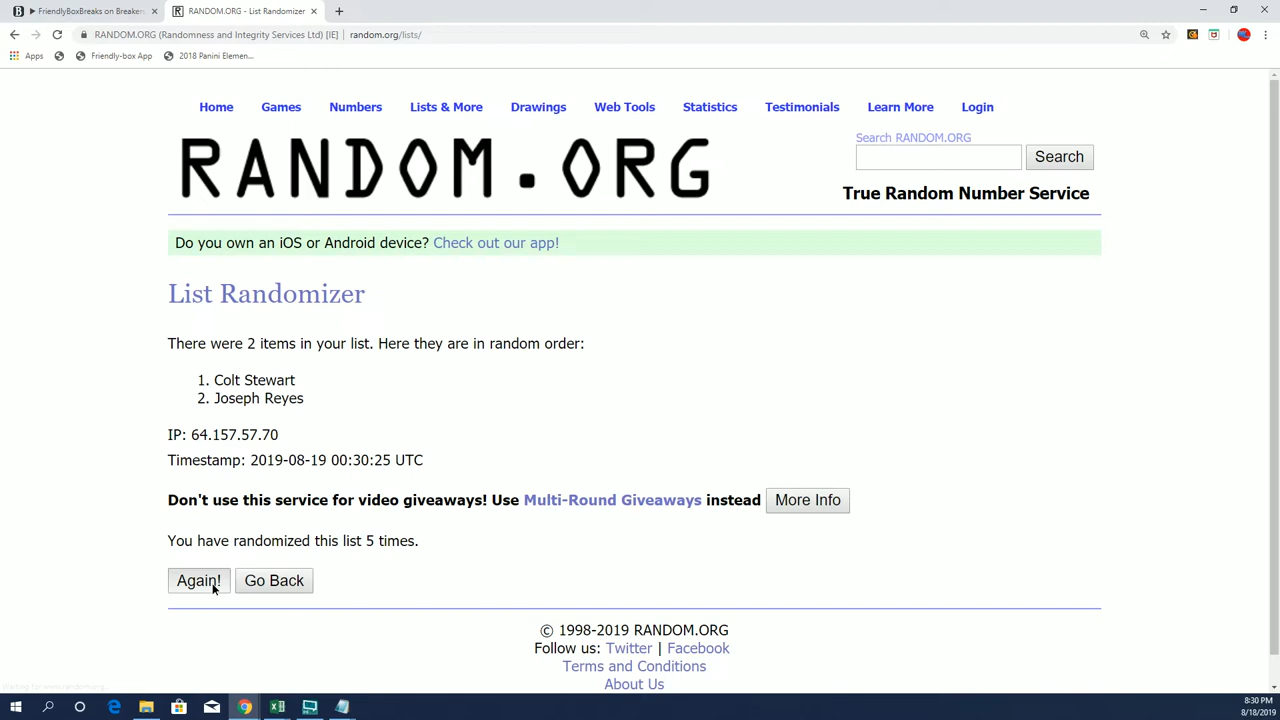 ▶ FriendlyBoxBreaks on Breaker
RANDOM.ORG - List Randomizer
RANDOM.ORG (Randomness and Integrity Services Ltd) [IE] | random.org/lists/
Apps Friendly-box App 2018 Panini Elemen...
Home Games Numbers Lists & More Drawings Web Tools Statistics Testimonials Learn More Login
RANDOM.ORG
Search RANDOM.ORG
Search
True Random Number Service
Do you own an iOS or Android device? Check out our app!
List Randomizer
There were 2 items in your list. Here they are in random order:
1. Colt Stewart
2. Joseph Reyes
IP: 64.157.57.70
Timestamp: 2019-08-19 00:30:25 UTC
Don't use this service for video giveaways! Use Multi-Round Giveaways instead More Info
You have randomized this list 5 times.
Again! Go Back
© 1998-2019 RANDOM.ORG
Follow us: Twitter | Facebook
Terms and Conditions
About Us
Waiting for www.random.org...
8:30 PM
8/18/2019